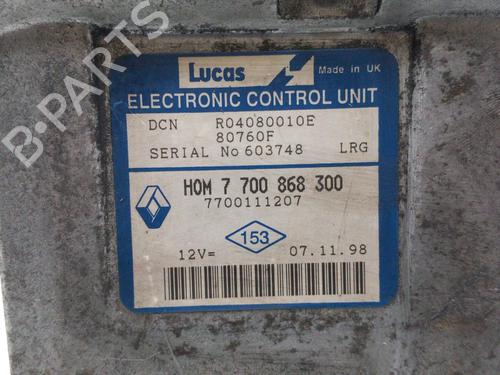 Lucas
Made in UK
ELECTRONIC CONTROL UNIT
DCN R04080010E
80760F
SERIAL No 603748 LRG
HOM 7 700 868 300
7700111207
153
12V= 07.11.98
B-PARTS